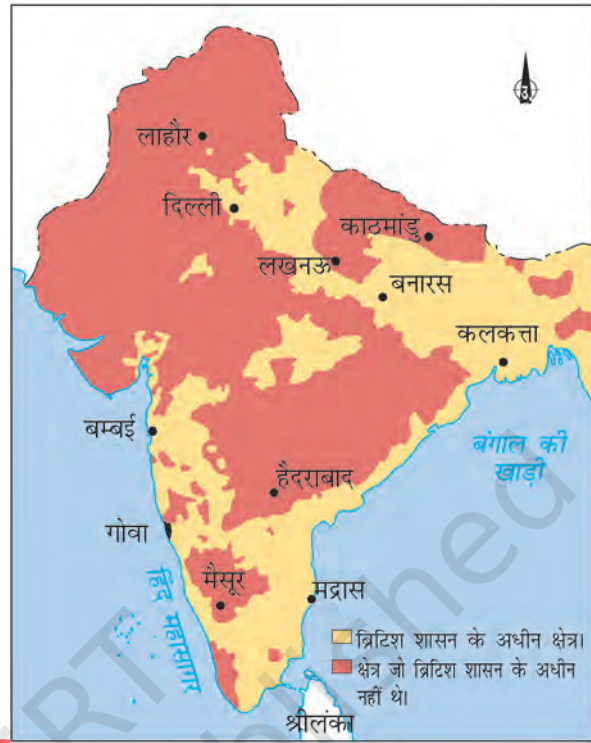 उ
लाहौर
दिल्ली
काठमांडु
लखनऊ
बनारस
कलकत्ता
बम्बई
बंगाल की
खाड़ी
हैदराबाद
गोवा
मैसूर
मद्रास
हिंद महासागर
ब्रिटिश शासन के अधीन क्षेत्र।
क्षेत्र जो ब्रिटिश शासन के अधीन
नहीं थे।
श्रीलंका